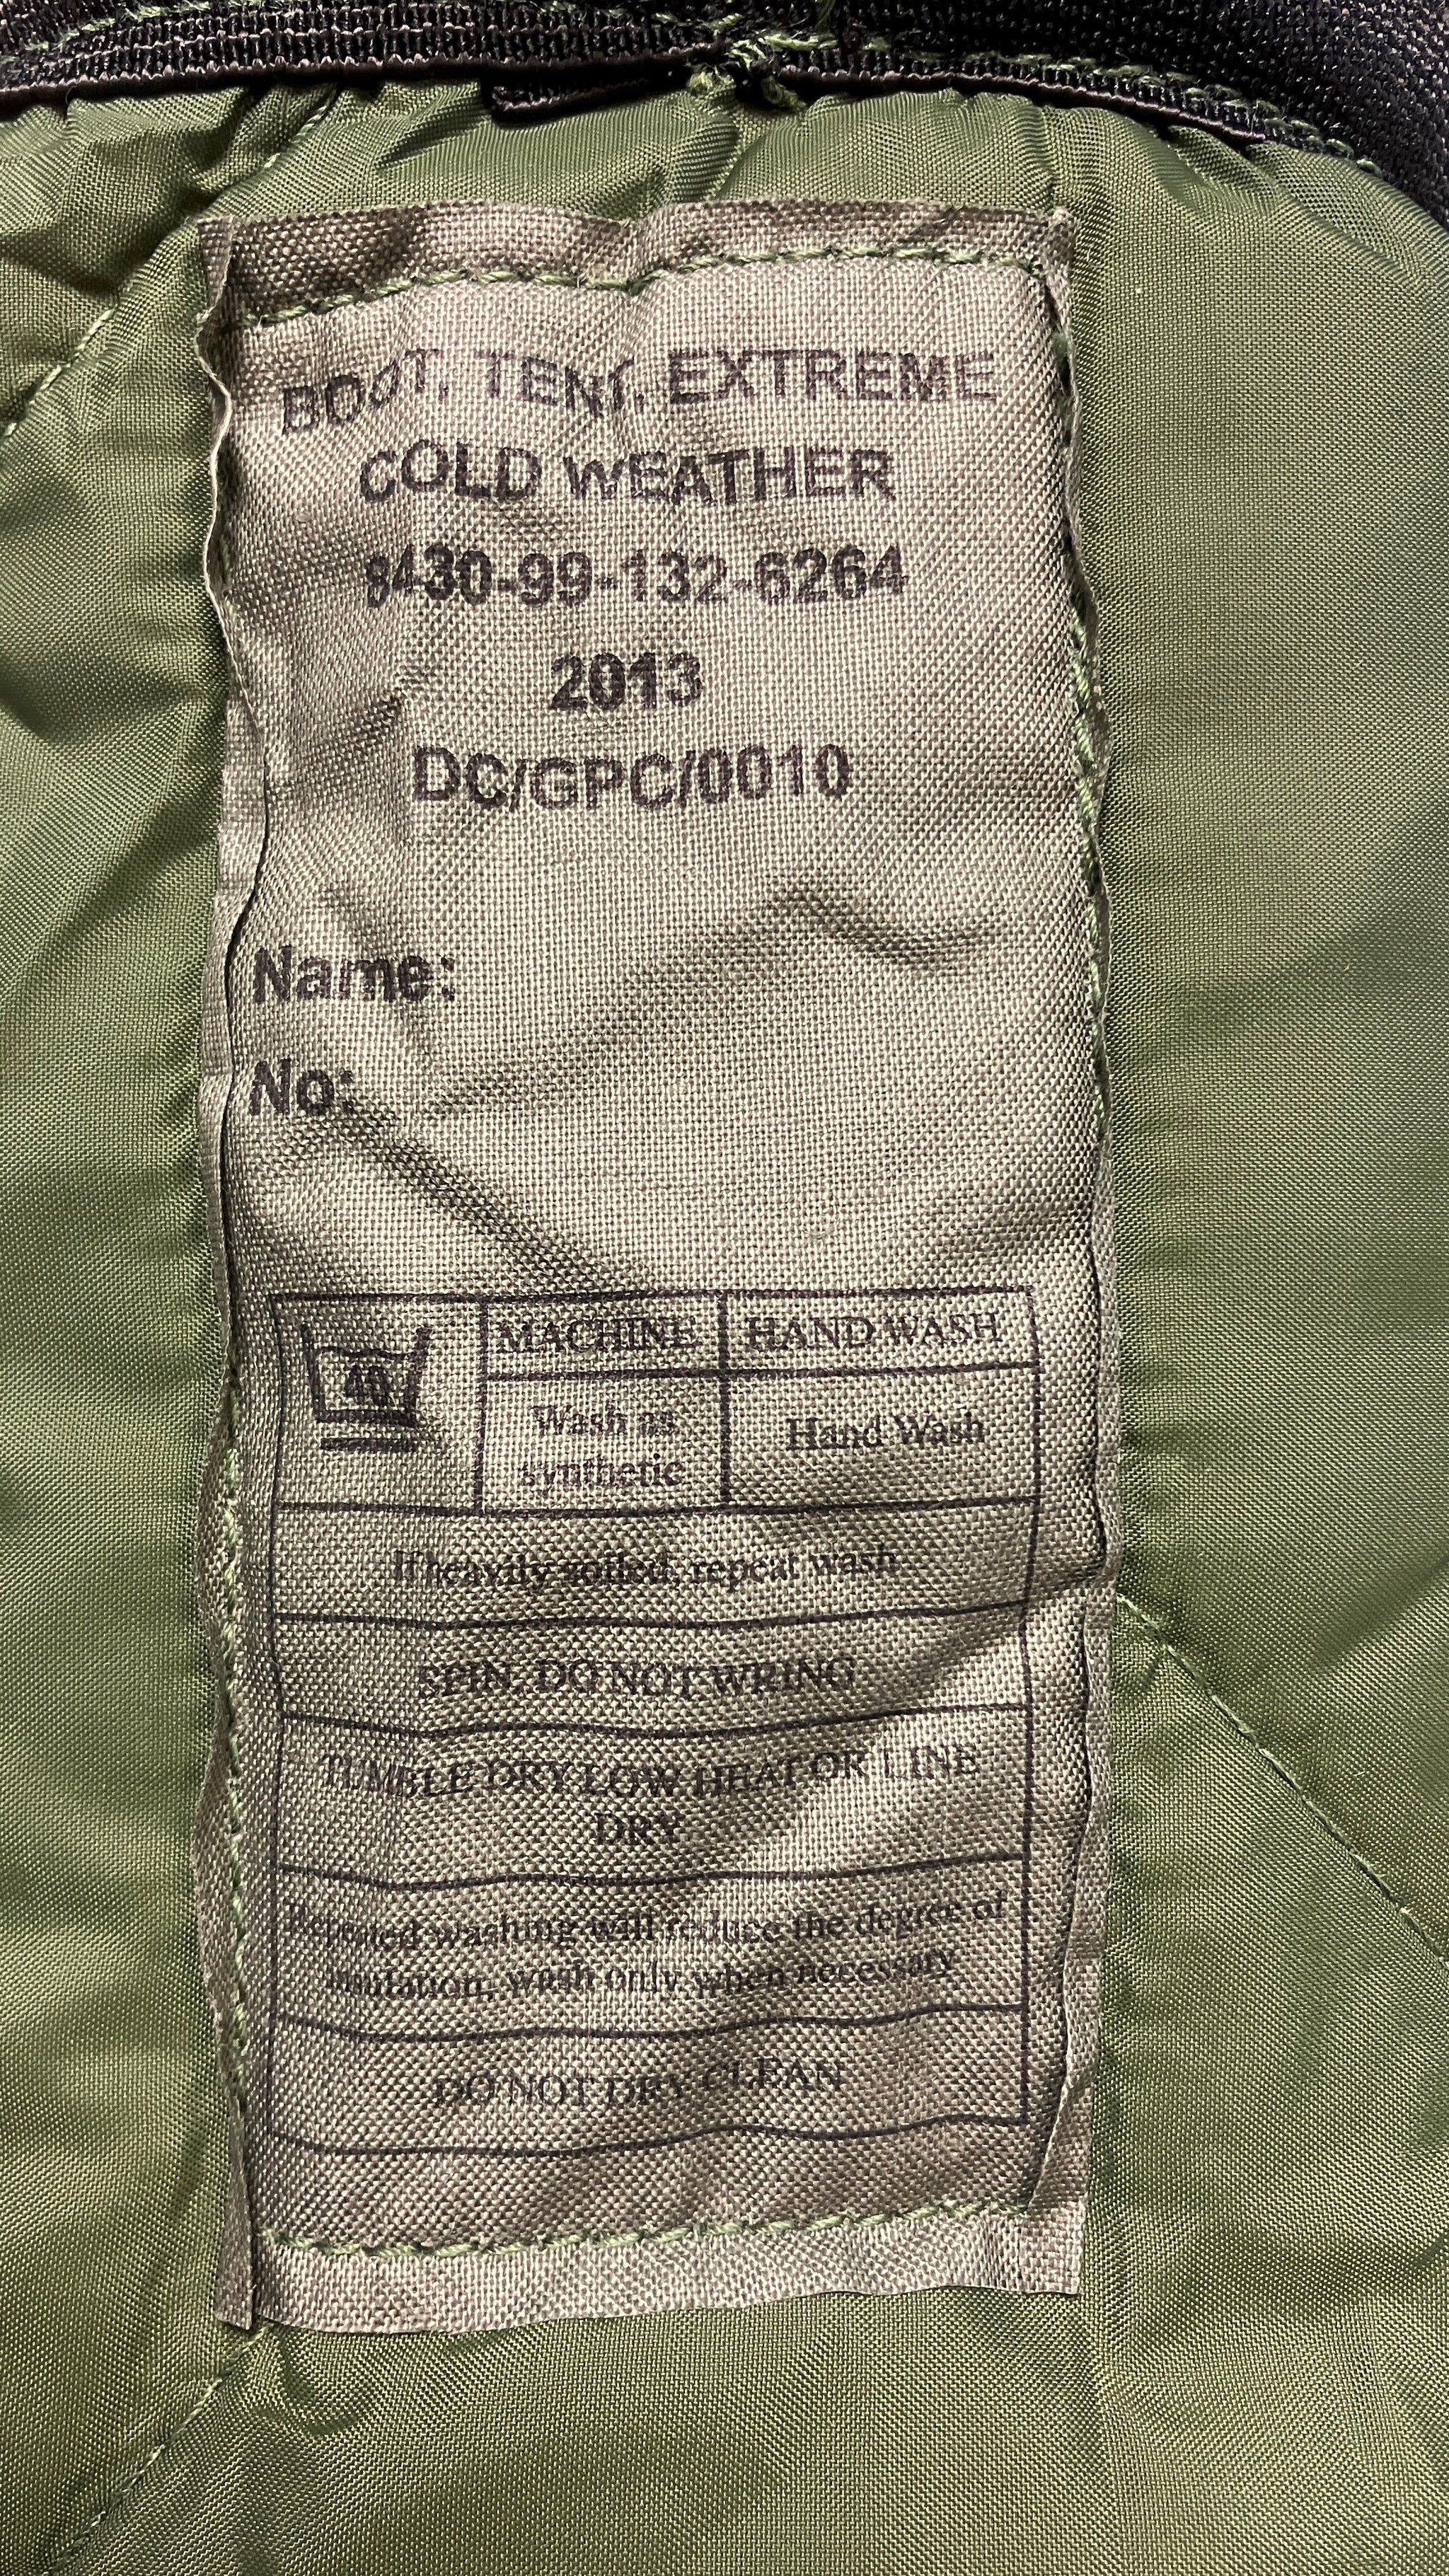 BOOT, TENT, EXTREME
COLD WEATHER
8430-99-132-6264
2013
DC/GPC/0010
Name:
No:
40
MACHINE
HAND WASH
Wash as
synthetic
Hand Wash
If heavily soiled, repeat wash
SPIN. DO NOT WRING
TUMBLE DRY LOW HEAT OR LINE
DRY
Repeated washing will reduce the degree of
insulation, wash only when necessary
DO NOT DRY CLEAN